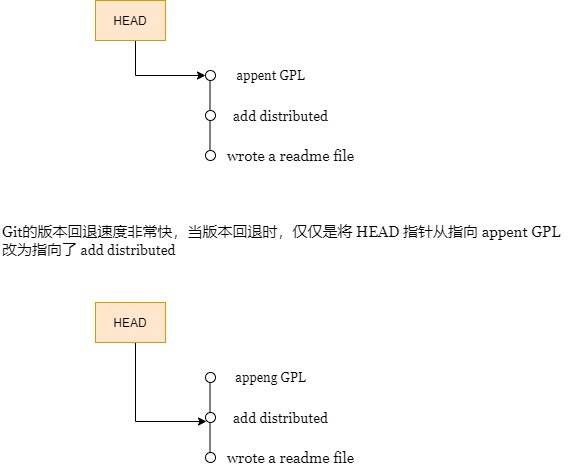 HEAD
appent GPL
add distributed
wrote a readme file
Git的版本回退速度非常快，当版本回退时，仅仅是将 HEAD 指针从指向 appent GPL
改为指向了 add distributed
HEAD
appeng GPL
add distributed
wrote a readme file